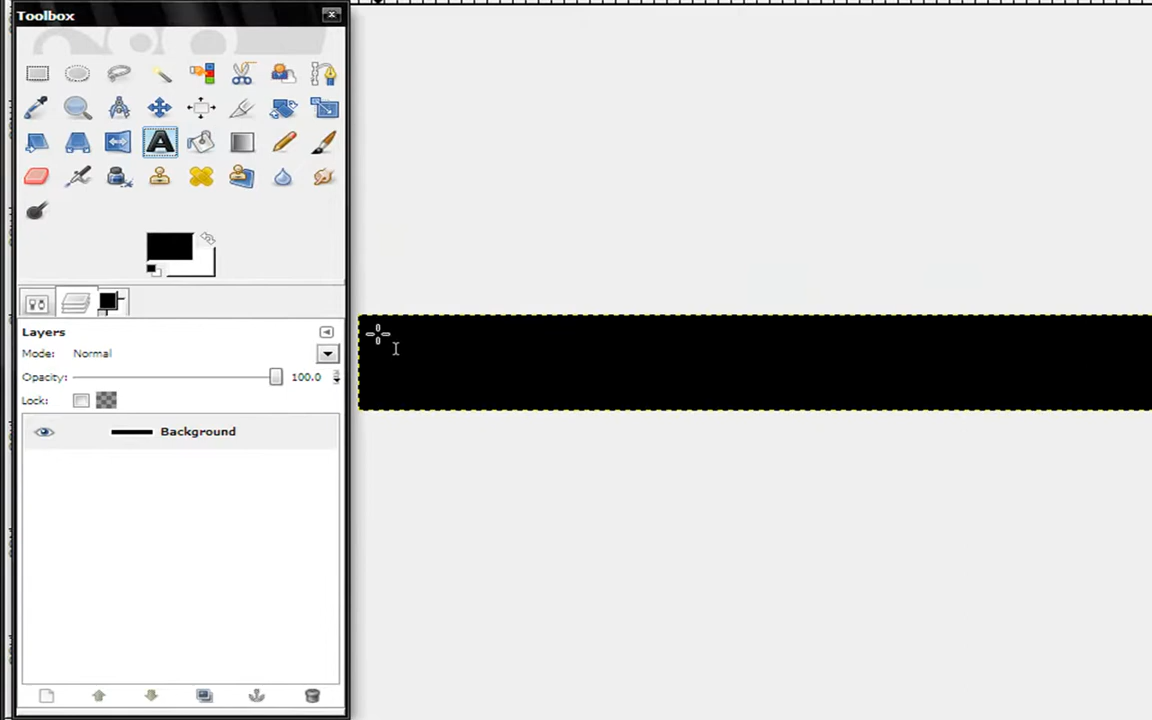 Toolbox
Layers
Mode: Normal
Opacity: 100.0
Lock:
Background